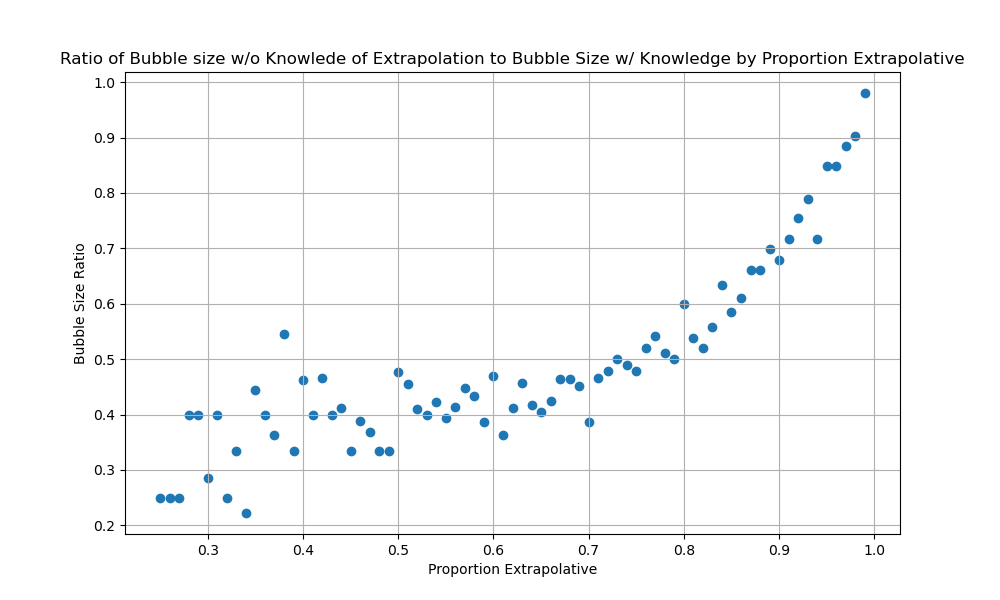 Ratio of Bubble size w/o Knowlede of Extrapolation to Bubble Size w/ Knowledge by Proportion Extrapolative
1.0
0.9
0.8
0.7
0.6
0.5
0.4
0.3
0.2
Bubble Size Ratio
0.3 0.4 0.5 0.6 0.7 0.8 0.9 1.0
Proportion Extrapolative